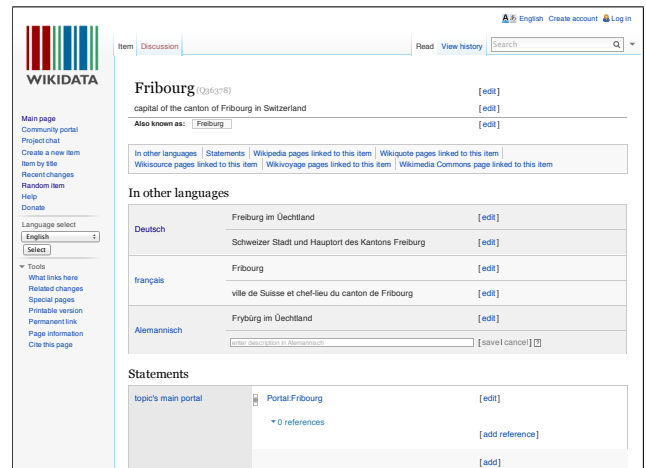 English Create account Log in
WIKIDATA
Item Discussion
Read View history Search
Fribourg (Q36378) [edit]
capital of the canton of Fribourg in Switzerland [edit]
Also known as: Freiburg [edit]
Main page
Community portal
Project chat
Create a new item
Item by title
Recent changes
Random item
Help
Donate
Language select
English
Select
Tools
What links here
Related changes
Special pages
Printable version
Permanent link
Page information
Cite this page
In other languages Statements Wikipedia pages linked to this item Wikiquote pages linked to this item
Wikisource pages linked to this item Wikivoyage pages linked to this item Wikimedia Commons page linked to this item
In other languages
Deutsch
Freiburg im Üechtland [edit]
Schweizer Stadt und Hauptort des Kantons Freiburg [edit]
français
Fribourg [edit]
ville de Suisse et chef-lieu du canton de Fribourg [edit]
Alemannisch
Frybùrg im Üechtland [edit]
enter description in Alemannisch [save | cancel] ?
Statements
topic's main portal Portal:Fribourg [edit]
0 references
[add reference]
[add]